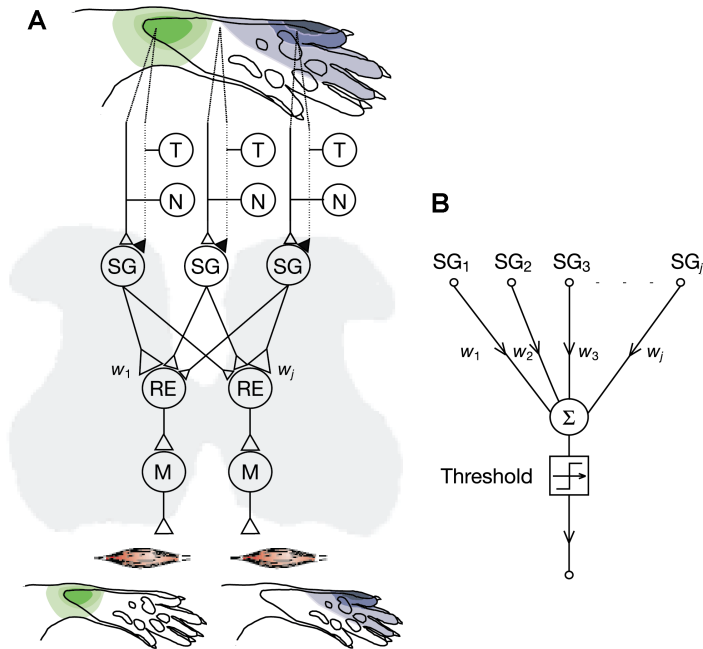 A
T T T
N N N
B
SG SG SG
SG₁ SG₂ SG₃ - - - SGⱼ
w₁ wⱼ
w₁ w₂ w₃ wⱼ
RE RE
Σ
M M
Threshold